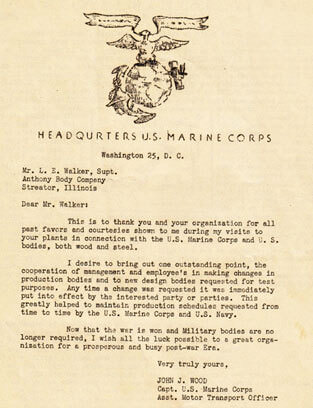 HEADQURTERS U.S. MARINE CORPS
Washington 25, D. C.
Mr. L. E. Walker, Supt.
Anthony Body Company
Streator, Illinois
Dear Mr. Walker:
This is to thank you and your organization for all
past favors and courtesies shown to me during my visits to
your plants in connection with the U.S. Marine Corps and U. S.
bodies, both wood and steel.
I desire to bring out one outstanding point, the
cooperation of management and employee's in making changes in
production bodies and to new design bodies requested for test
purposes. Any time a change was requested it was immediately
put into effect by the interested party or parties. This
greatly helped to maintain production schedules requested from
time to time by the U.S. Marine Corps and U.S. Navy.
Now that the war is won and Military bodies are no
longer required, I wish all the luck possible to a great orga-
nization for a prosperous and busy post-war Era.
Very truly yours,
JOHN J. WOOD
Capt. U.S. Marine Corps
Asst. Motor Transport Officer